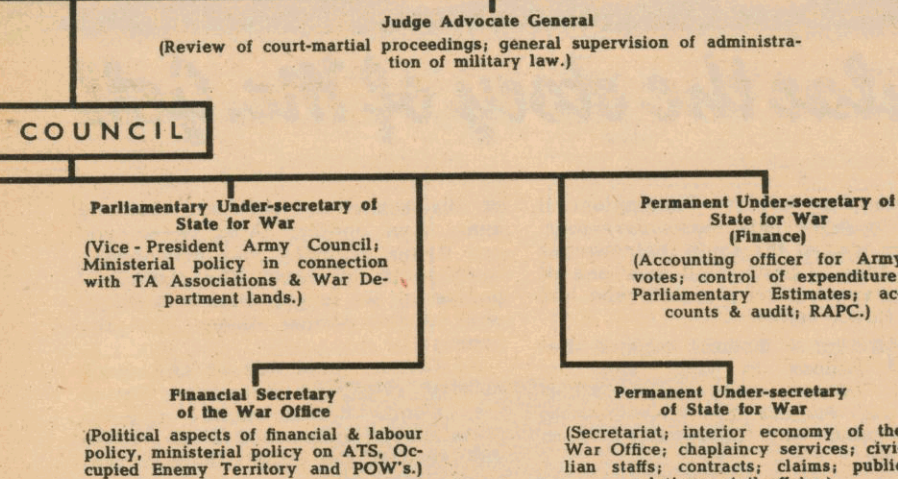 Judge Advocate General
(Review of court-martial proceedings; general supervision of administra-
tion of military law.)
COUNCIL
Parliamentary Under-secretary of
State for War
(Vice - President Army Council;
Ministerial policy in connection
with TA Associations & War De-
partment lands.)
Permanent Under-secretary of
State for War
(Finance)
(Accounting officer for Army
votes; control of expenditure
Parliamentary Estimates; ac
counts & audit; RAPC.)
Financial Secretary
of the War Office
(Political aspects of financial & labour
policy, ministerial policy on ATS, Oc-
cupied Enemy Territory and POW's.)
Permanent Under-secretary
of State for War
(Secretariat; interior economy of the
War Office; chaplaincy services; civi
lian staffs; contracts; claims; public